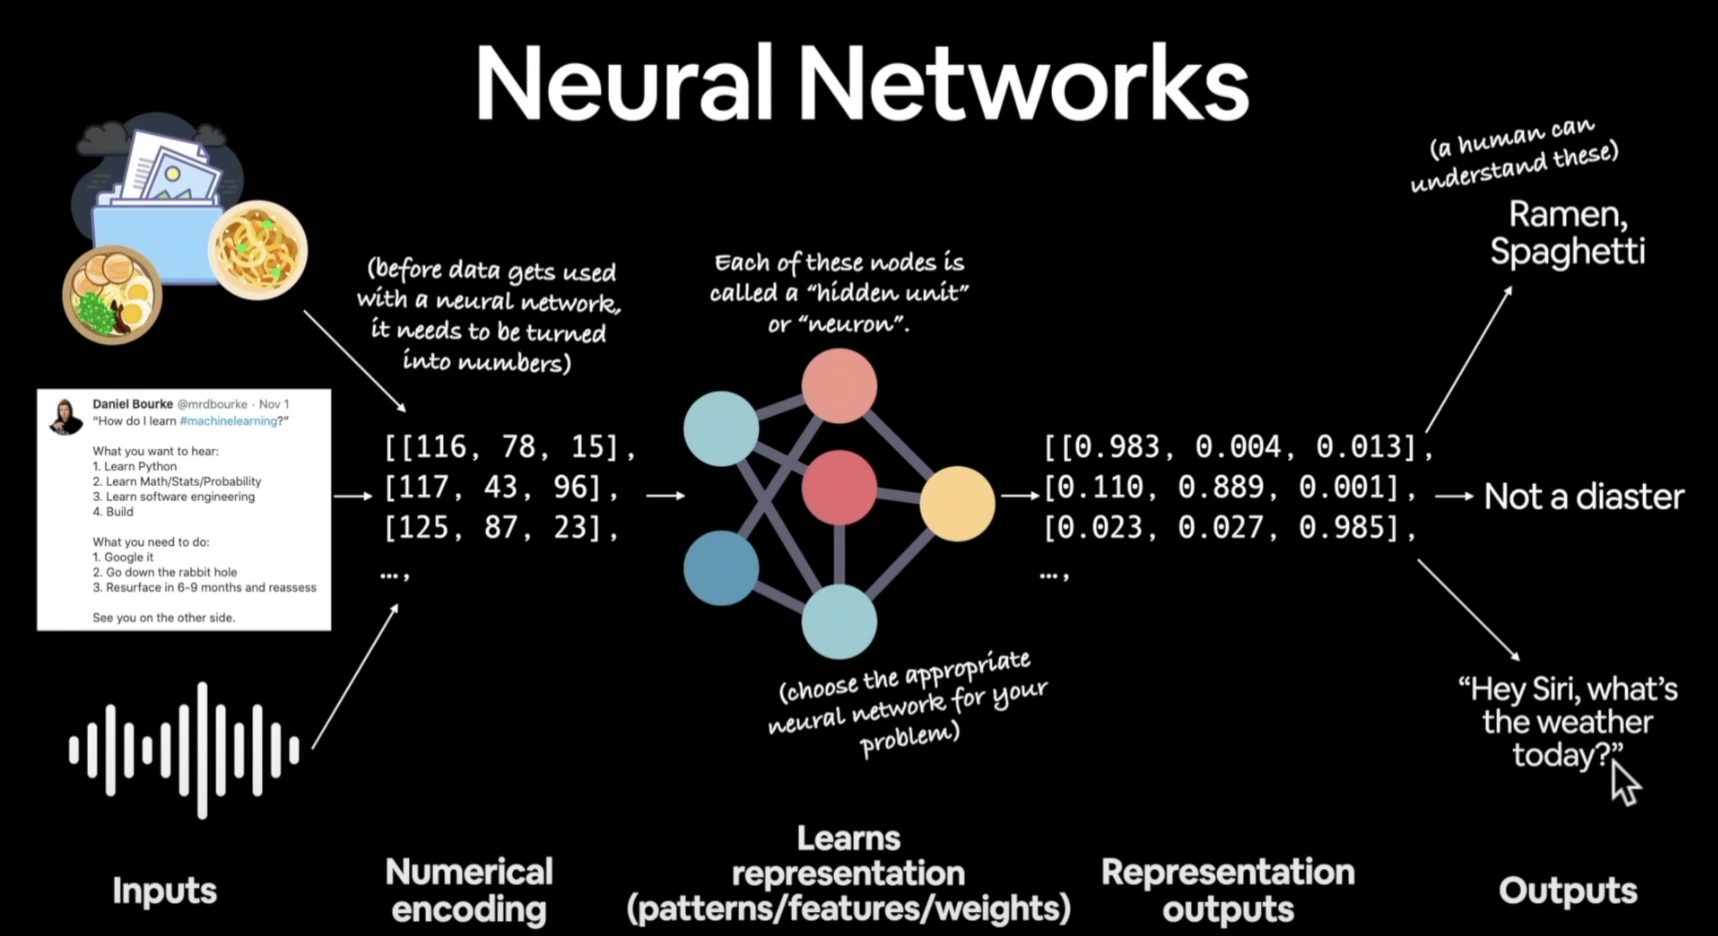 Neural Networks
(a human can
understand these)
Ramen,
Spaghetti
(before data gets used
with a neural network,
it needs to be turned
into numbers)
Each of these nodes is
called a “hidden unit”
or “neuron”.
Daniel Bourke @mrdbourke · Nov 1
“How do I learn #machinelearning?”
What you want to hear:
1. Learn Python
2. Learn Math/Stats/Probability
3. Learn software engineering
4. Build
What you need to do:
1. Google it
2. Go down the rabbit hole
3. Resurface in 6-9 months and reassess
See you on the other side.
[[116, 78, 15],
[117, 43, 96],
[125, 87, 23],
…,
[[0.983, 0.004, 0.013],
[0.110, 0.889, 0.001],
[0.023, 0.027, 0.985],
…,
Not a diaster
(choose the appropriate
neural network for your
problem)
“Hey Siri, what’s
the weather
today?”
Inputs
Numerical
encoding
Learns
representation
(patterns/features/weights)
Representation
outputs
Outputs